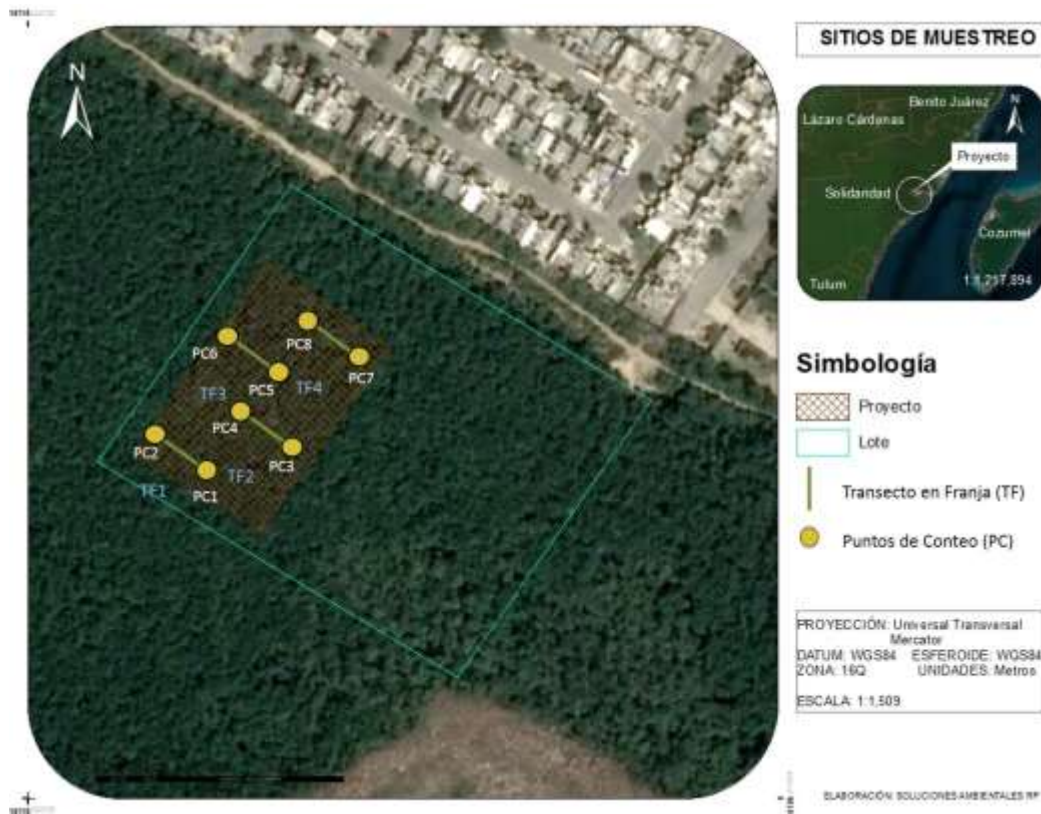 SITIOS DE MUESTREO
N
N
Benito Juárez
Lázaro Cárdenas
Proyecto
Solidandad
Cozumel
Tulum
1:1,217,894
PC6
PC8
PC7
PC5
TF4
TF3
PC4
PC2
PC3
TF2
PC1
TF1
Simbología
Proyecto
Lote
Transecto en Franja (TF)
Puntos de Conteo (PC)
PROYECCIÓN: Universal Transversal
Mercator
DATUM: WGS84 ESFEROIDE: WGS84
ZONA: 16Q UNIDADES: Metros
ESCALA: 1:1,509
ELABORACIÓN: SOLUCIONES AMBIENTALES RP